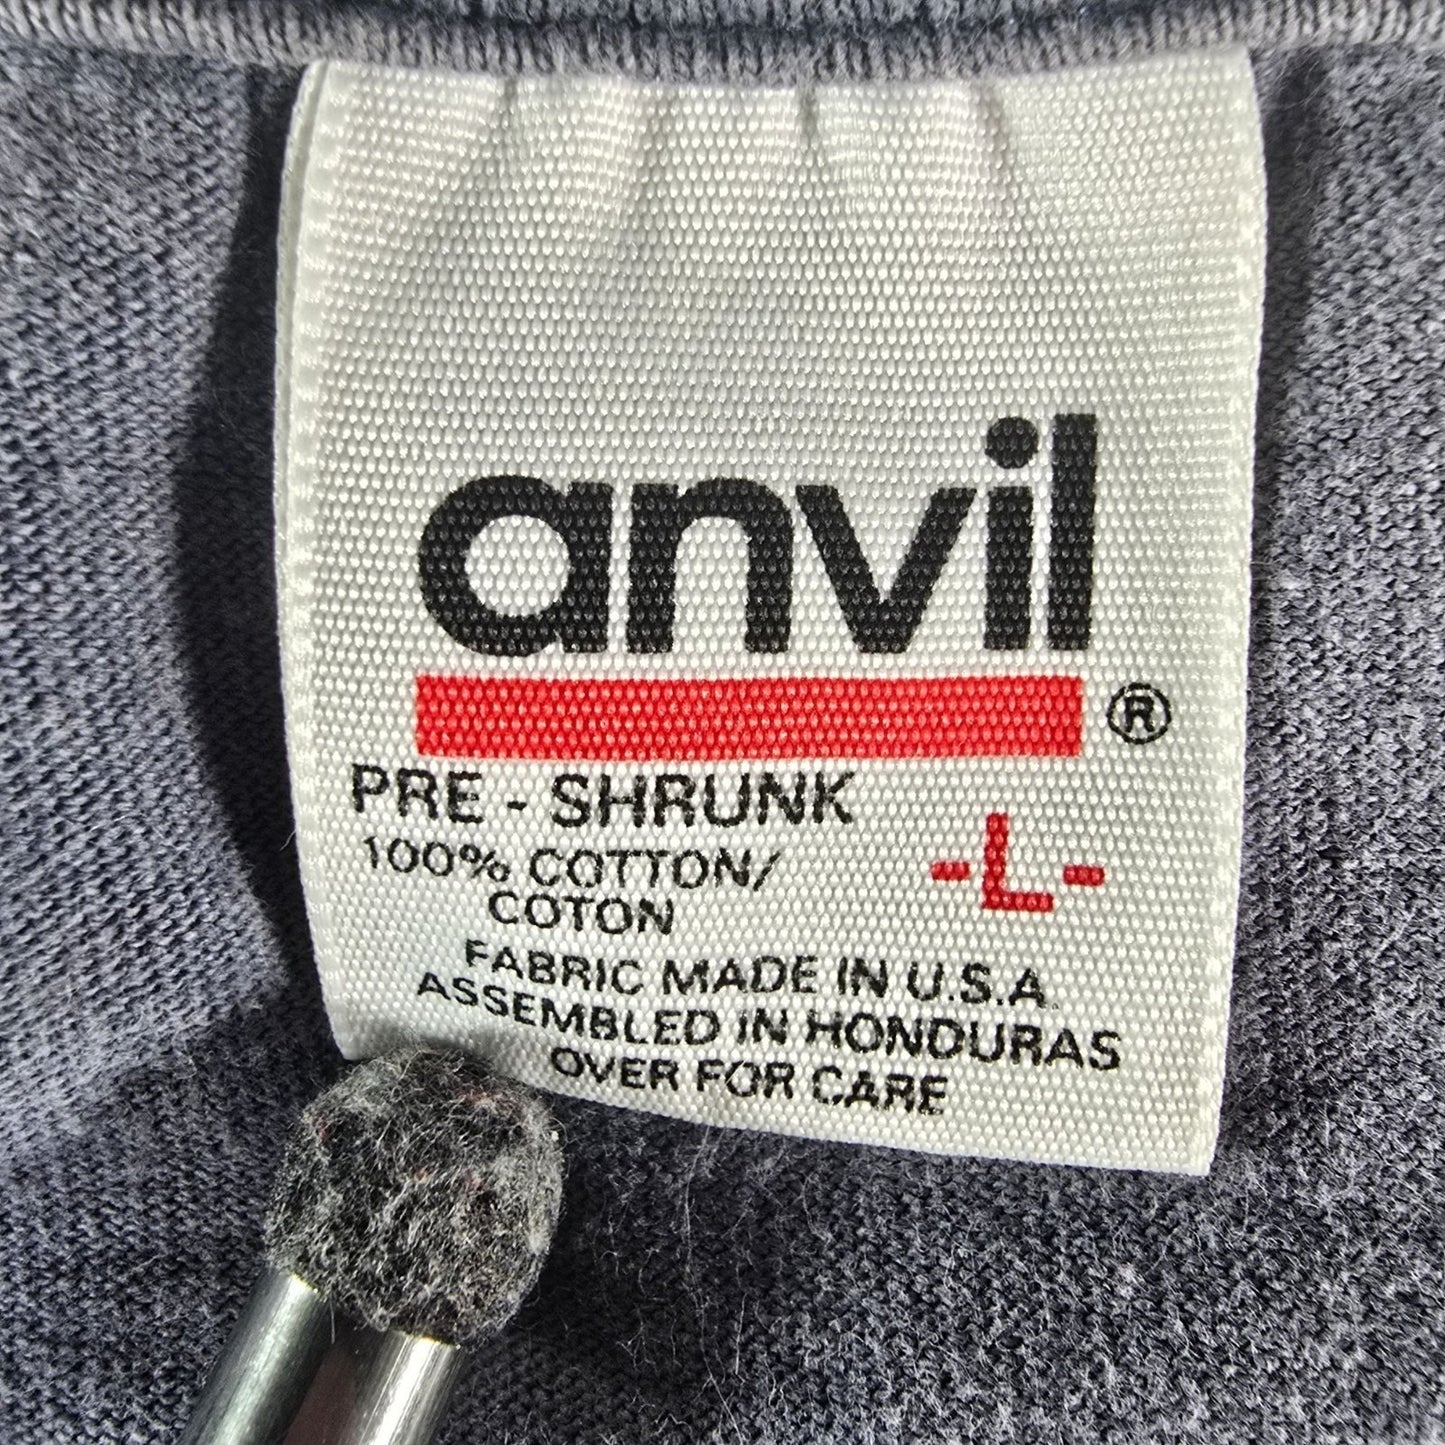 anvil
®
PRE - SHRUNK
100% COTTON/
COTON
-L-
FABRIC MADE IN U.S.A.
ASSEMBLED IN HONDURAS
OVER FOR CARE